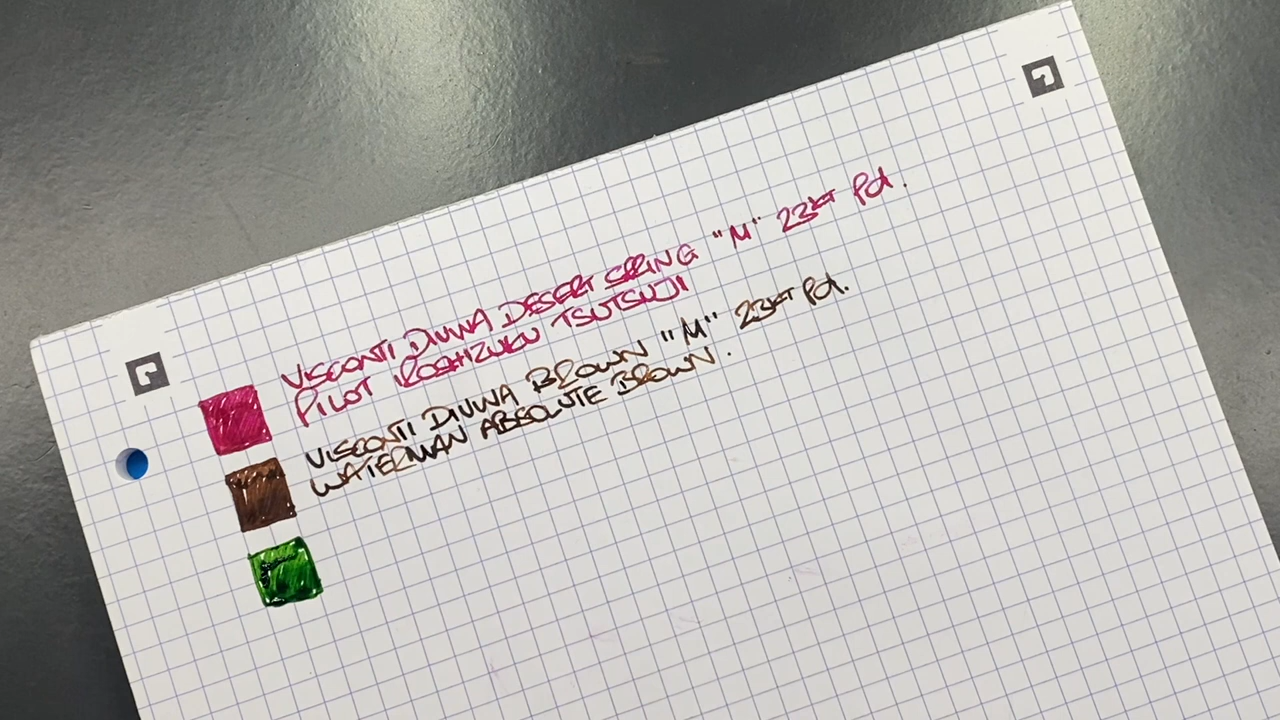 VISCONTI DIVINA DESERT SPRING "M" 23KT Pd.
PILOT IROSHIZUKU TSUTSUJI
VISCONTI DIVINA BROWN "M" 23KT Pd.
WATERMAN ABSOLUTE BROWN.